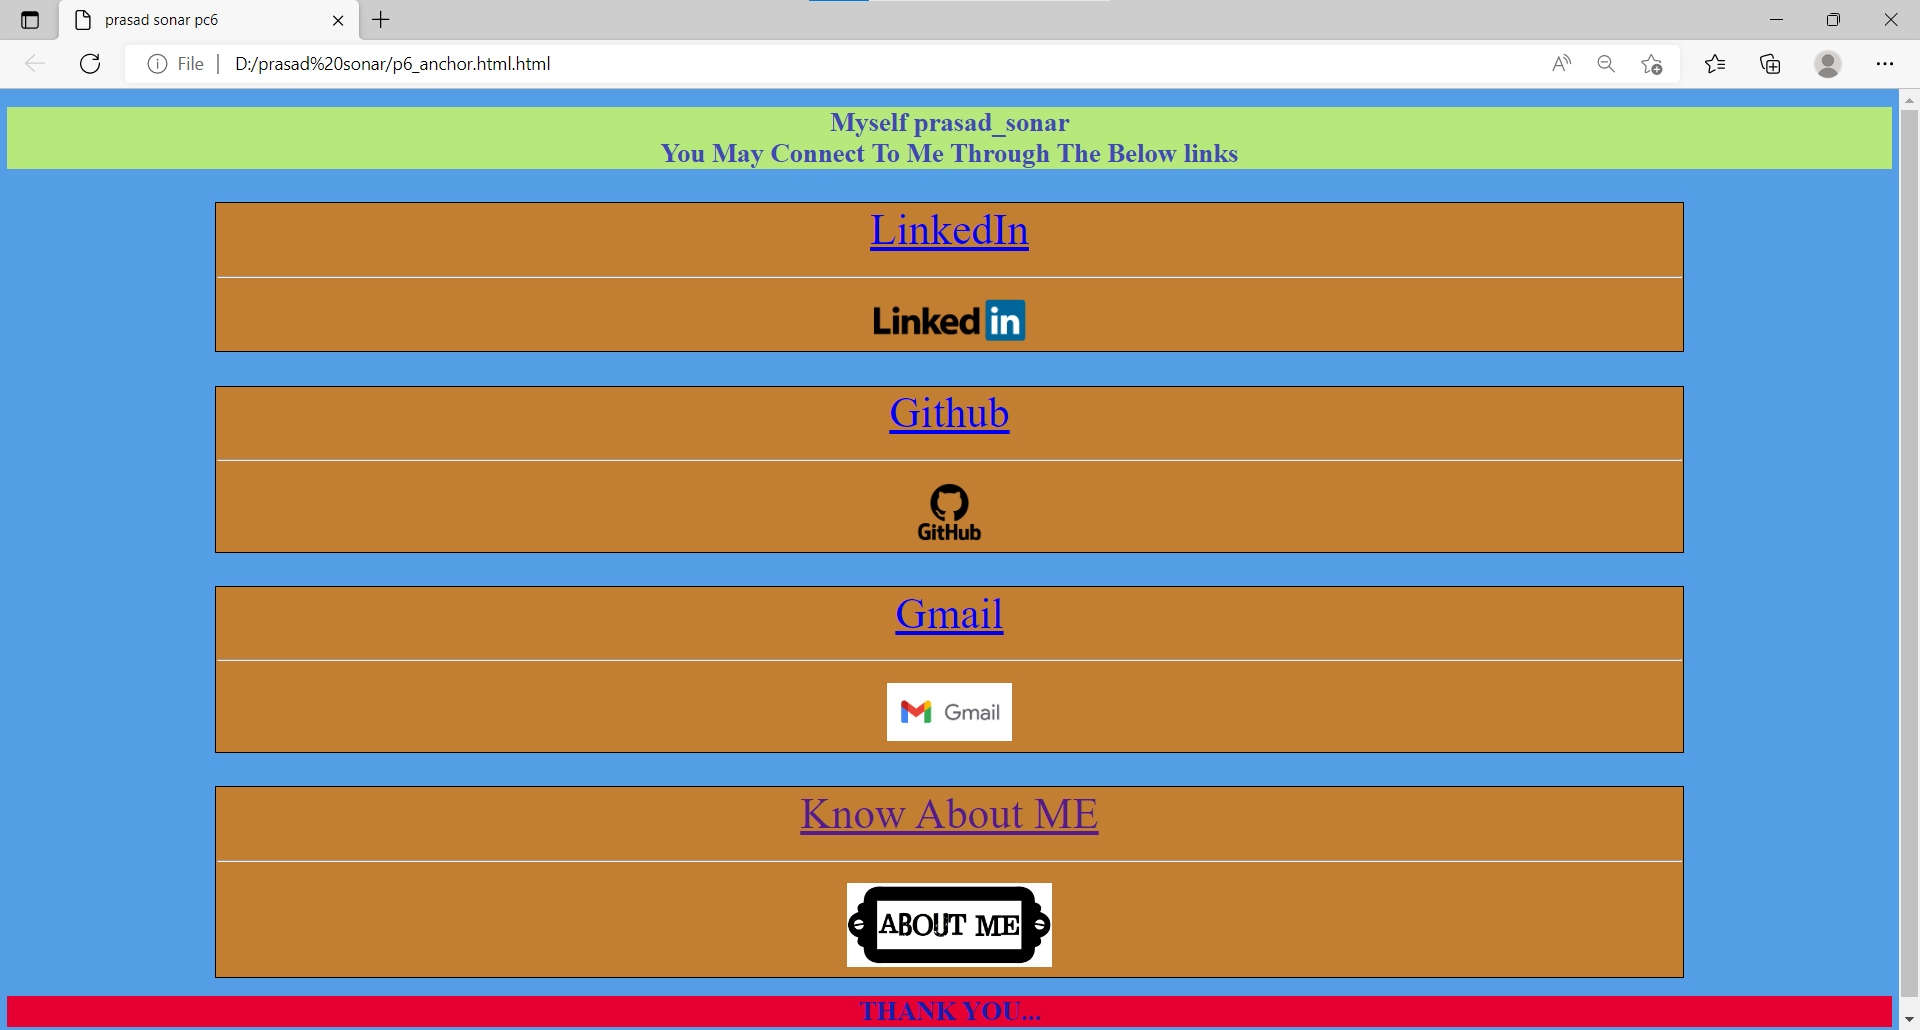 prasad sonar pc6
File D:/prasad%20sonar/p6_anchor.html.html
Myself prasad_sonar
You May Connect To Me Through The Below links
LinkedIn
Linked in
Github
GitHub
Gmail
Gmail
Know About ME
ABOUT ME
THANK YOU...